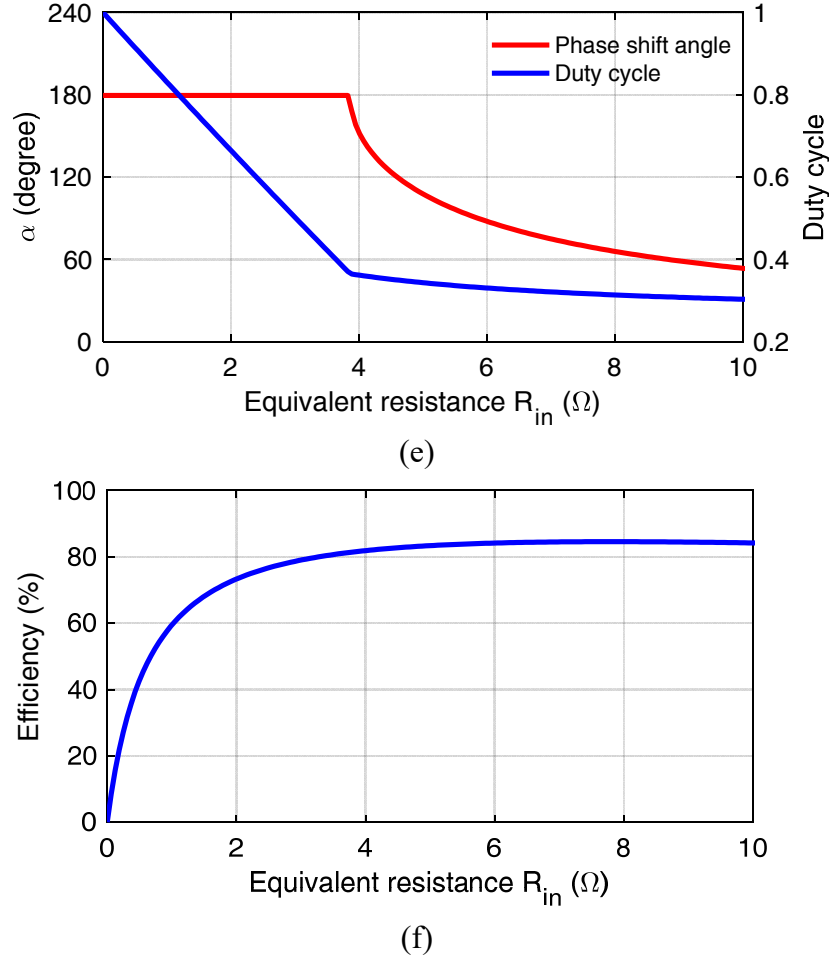 240
180
120
60
0
α (degree)
Phase shift angle
Duty cycle
1
0.8
0.6
0.4
0.2
Duty cycle
0 2 4 6 8 10
Equivalent resistance R_in (Ω)
(e)
100
80
60
40
20
0
Efficiency (%)
0 2 4 6 8 10
Equivalent resistance R_in (Ω)
(f)